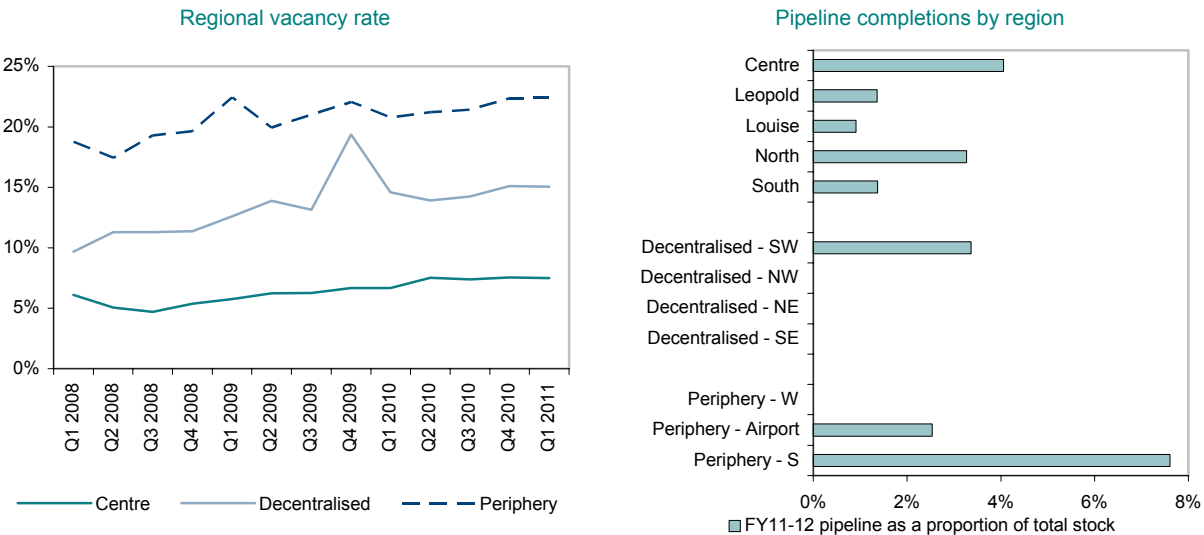 Regional vacancy rate
25%
20%
15%
10%
5%
0%
Q1 2008
Q2 2008
Q3 2008
Q4 2008
Q1 2009
Q2 2009
Q3 2009
Q4 2009
Q1 2010
Q2 2010
Q3 2010
Q4 2010
Q1 2011
Centre
Decentralised
Periphery
Pipeline completions by region
Centre
Leopold
Louise
North
South
Decentralised - SW
Decentralised - NW
Decentralised - NE
Decentralised - SE
Periphery - W
Periphery - Airport
Periphery - S
0%
2%
4%
6%
8%
FY11-12 pipeline as a proportion of total stock